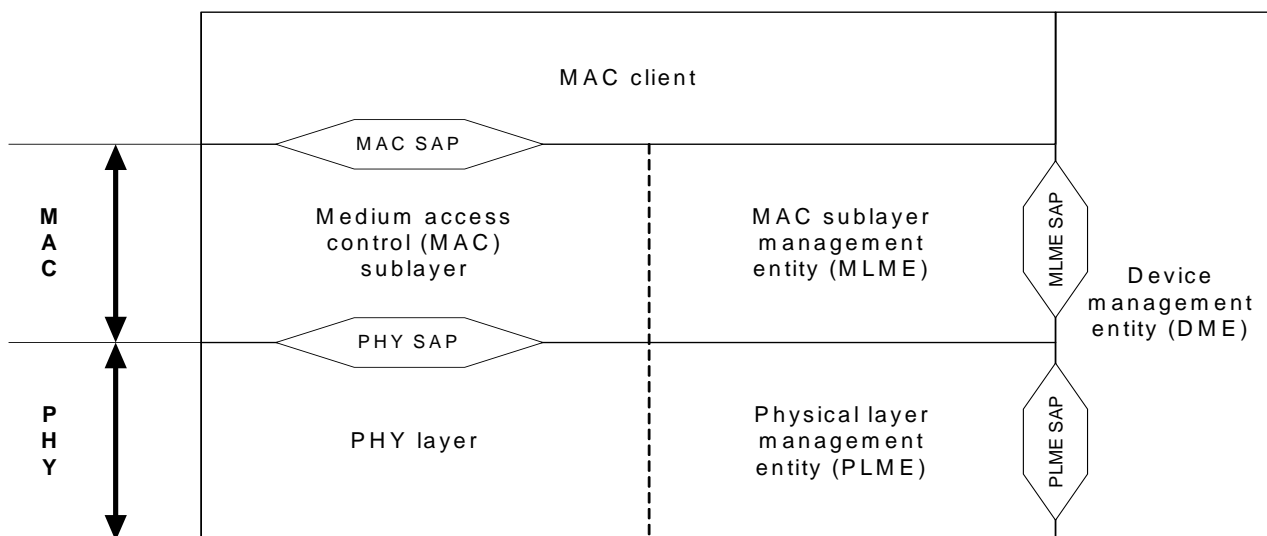 MAC client
MAC SAP
M
A
C
Medium access
control (MAC)
sublayer
MAC sublayer
management
entity (MLME)
MLME SAP
Device
management
entity (DME)
PHY SAP
P
H
Y
PHY layer
Physical layer
management
entity (PLME)
PLME SAP